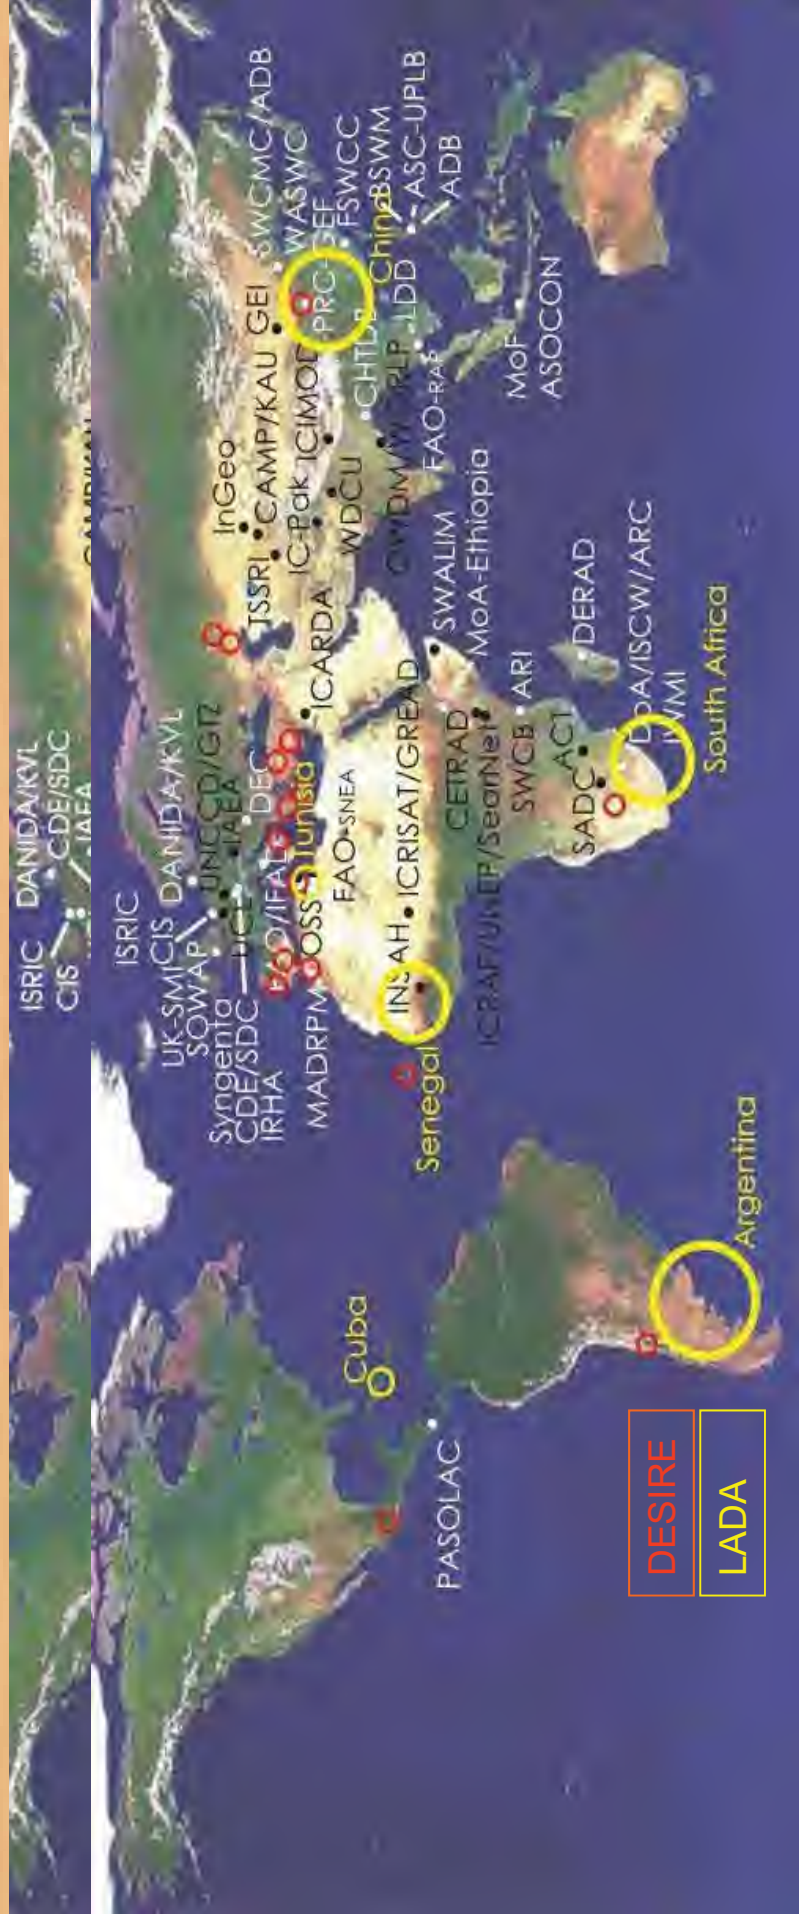 ISRIC DANIDA/KVL
CIS CDE/SDC
IAEA
ISRIC
CIS DANIDA/KVL
UK-SMI
SOWAP
Syngenta
CDE/SDC
IRHA
UNCCD/GTZ
IAEA
DEC
InGeo
CAMP/KAU GEI
SWCMC/ADB
WASWC
JSSRI
IC-Pak ICIMOD
PRC-GEF
FSWCC
China
BSWM
ASC-UPLB
ADB
LDD
MADRPM
OSS
Tunisia
FAO-SNEA
ICARDA
WDCU
FAO-RAP
INSAH ICRISAT/GREAD
Senegal
SWALIM
MoA-Ethiopia
CETRAD
ICRAF/UNEP/SearNet
SWCB
ARI
MoF
ASOCON
Cuba
PASOLAC
SADC
ACT
DERAD
DoA/ISCW/ARC
IWMI
South Africa
Argentina
DESIRE
LADA